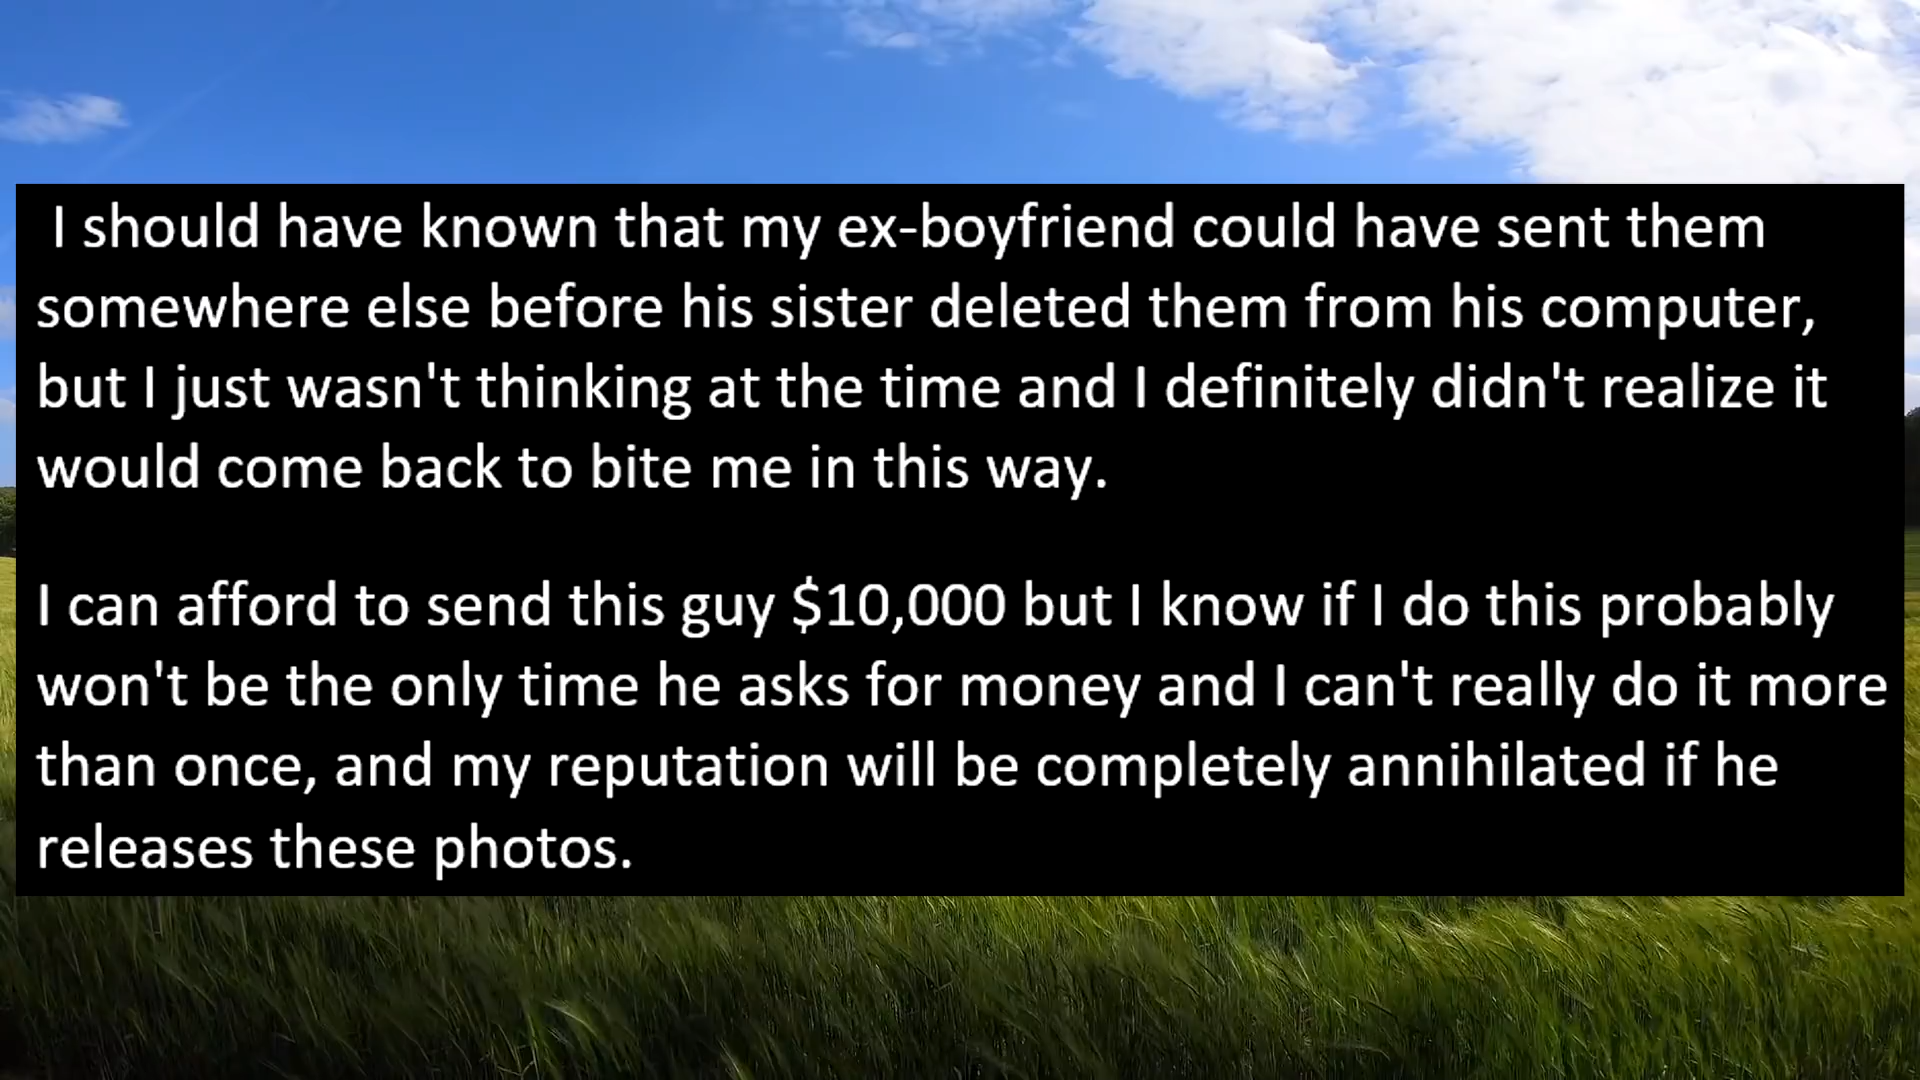 I should have known that my ex-boyfriend could have sent them
somewhere else before his sister deleted them from his computer,
but I just wasn't thinking at the time and I definitely didn't realize it
would come back to bite me in this way.
I can afford to send this guy $10,000 but I know if I do this probably
won't be the only time he asks for money and I can't really do it more
than once, and my reputation will be completely annihilated if he
releases these photos.